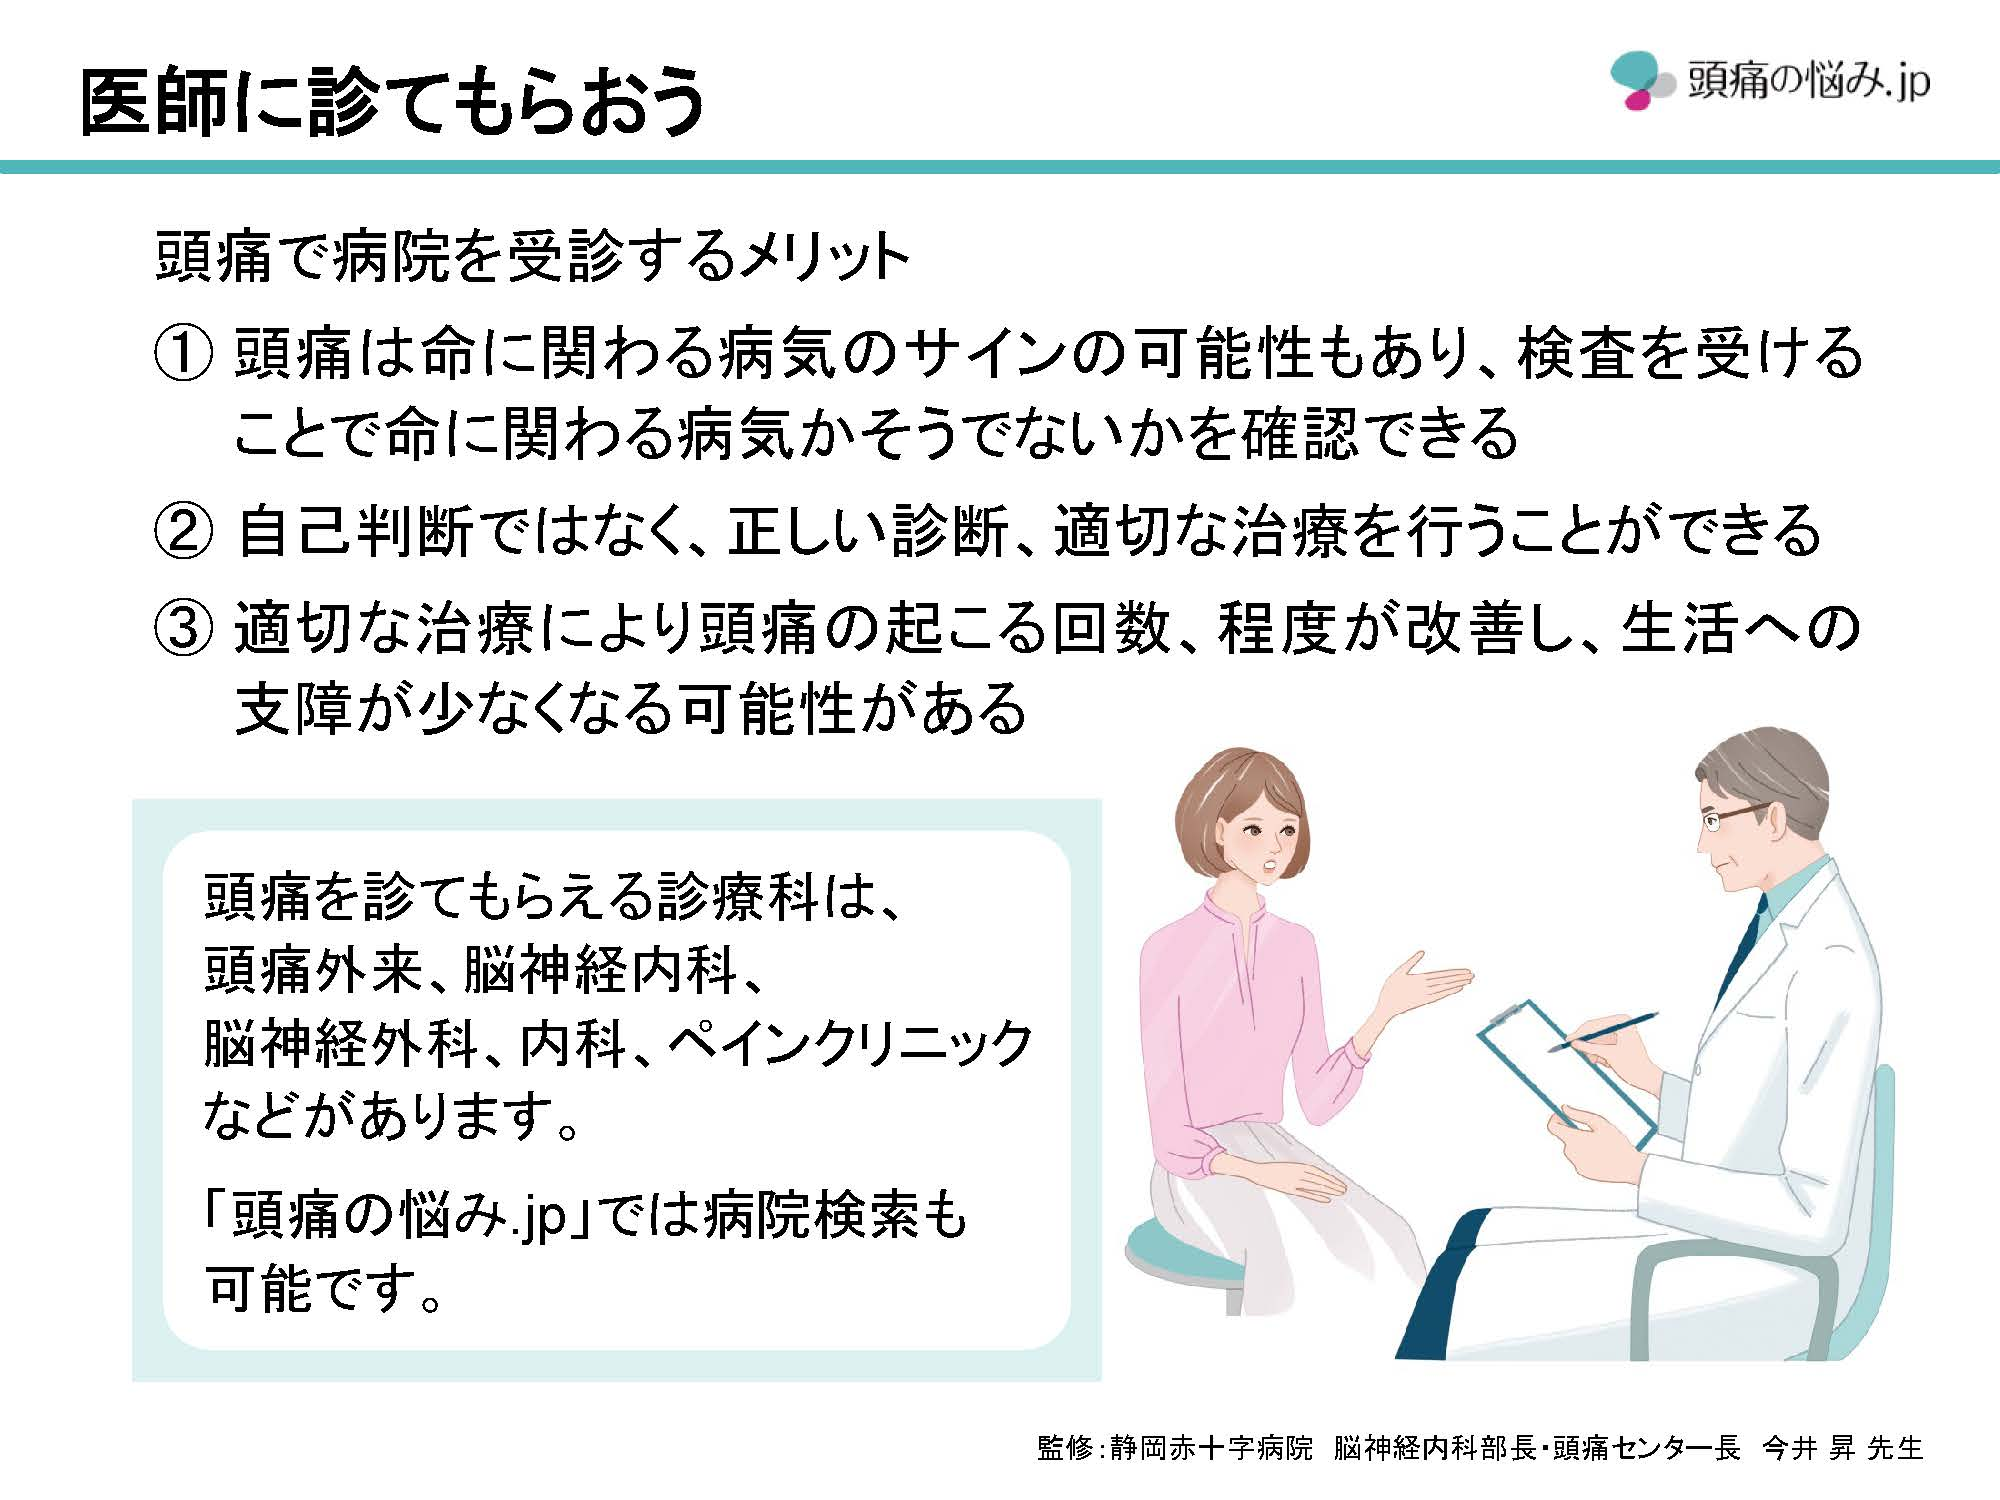 医師に診てもらおう
頭痛の悩み.jp
頭痛で病院を受診するメリット
① 頭痛は命に関わる病気のサインの可能性もあり、検査を受ける
ことで命に関わる病気かそうでないかを確認できる
② 自己判断ではなく、正しい診断、適切な治療を行うことができる
③ 適切な治療により頭痛の起こる回数、程度が改善し、生活への
支障が少なくなる可能性がある
頭痛を診てもらえる診療科は、
頭痛外来、脳神経内科、
脳神経外科、内科、ペインクリニック
などがあります。
「頭痛の悩み.jp」では病院検索も
可能です。
監修：静岡赤十字病院　脳神経内科部長・頭痛センター長　今井 昇 先生